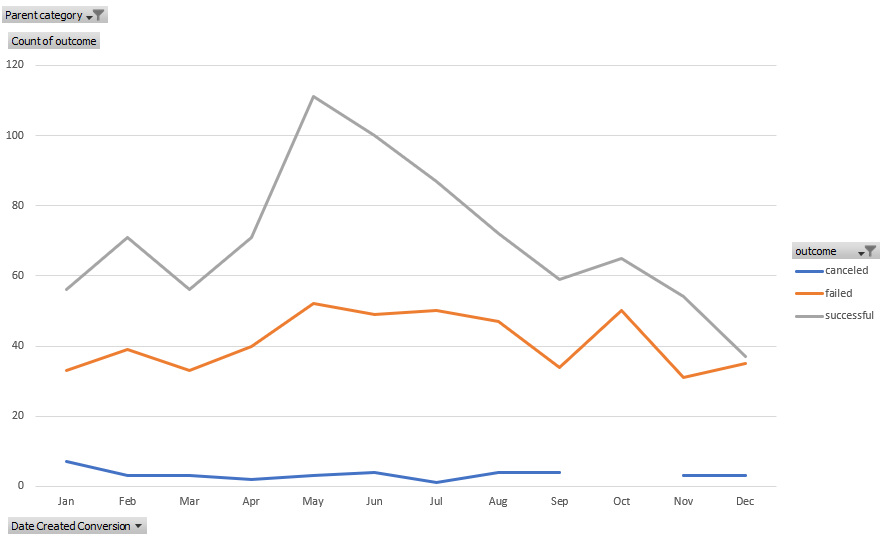 Parent category
Count of outcome
120
100
80
60
40
20
0
Jan Feb Mar Apr May Jun Jul Aug Sep Oct Nov Dec
outcome
canceled
failed
successful
Date Created Conversion